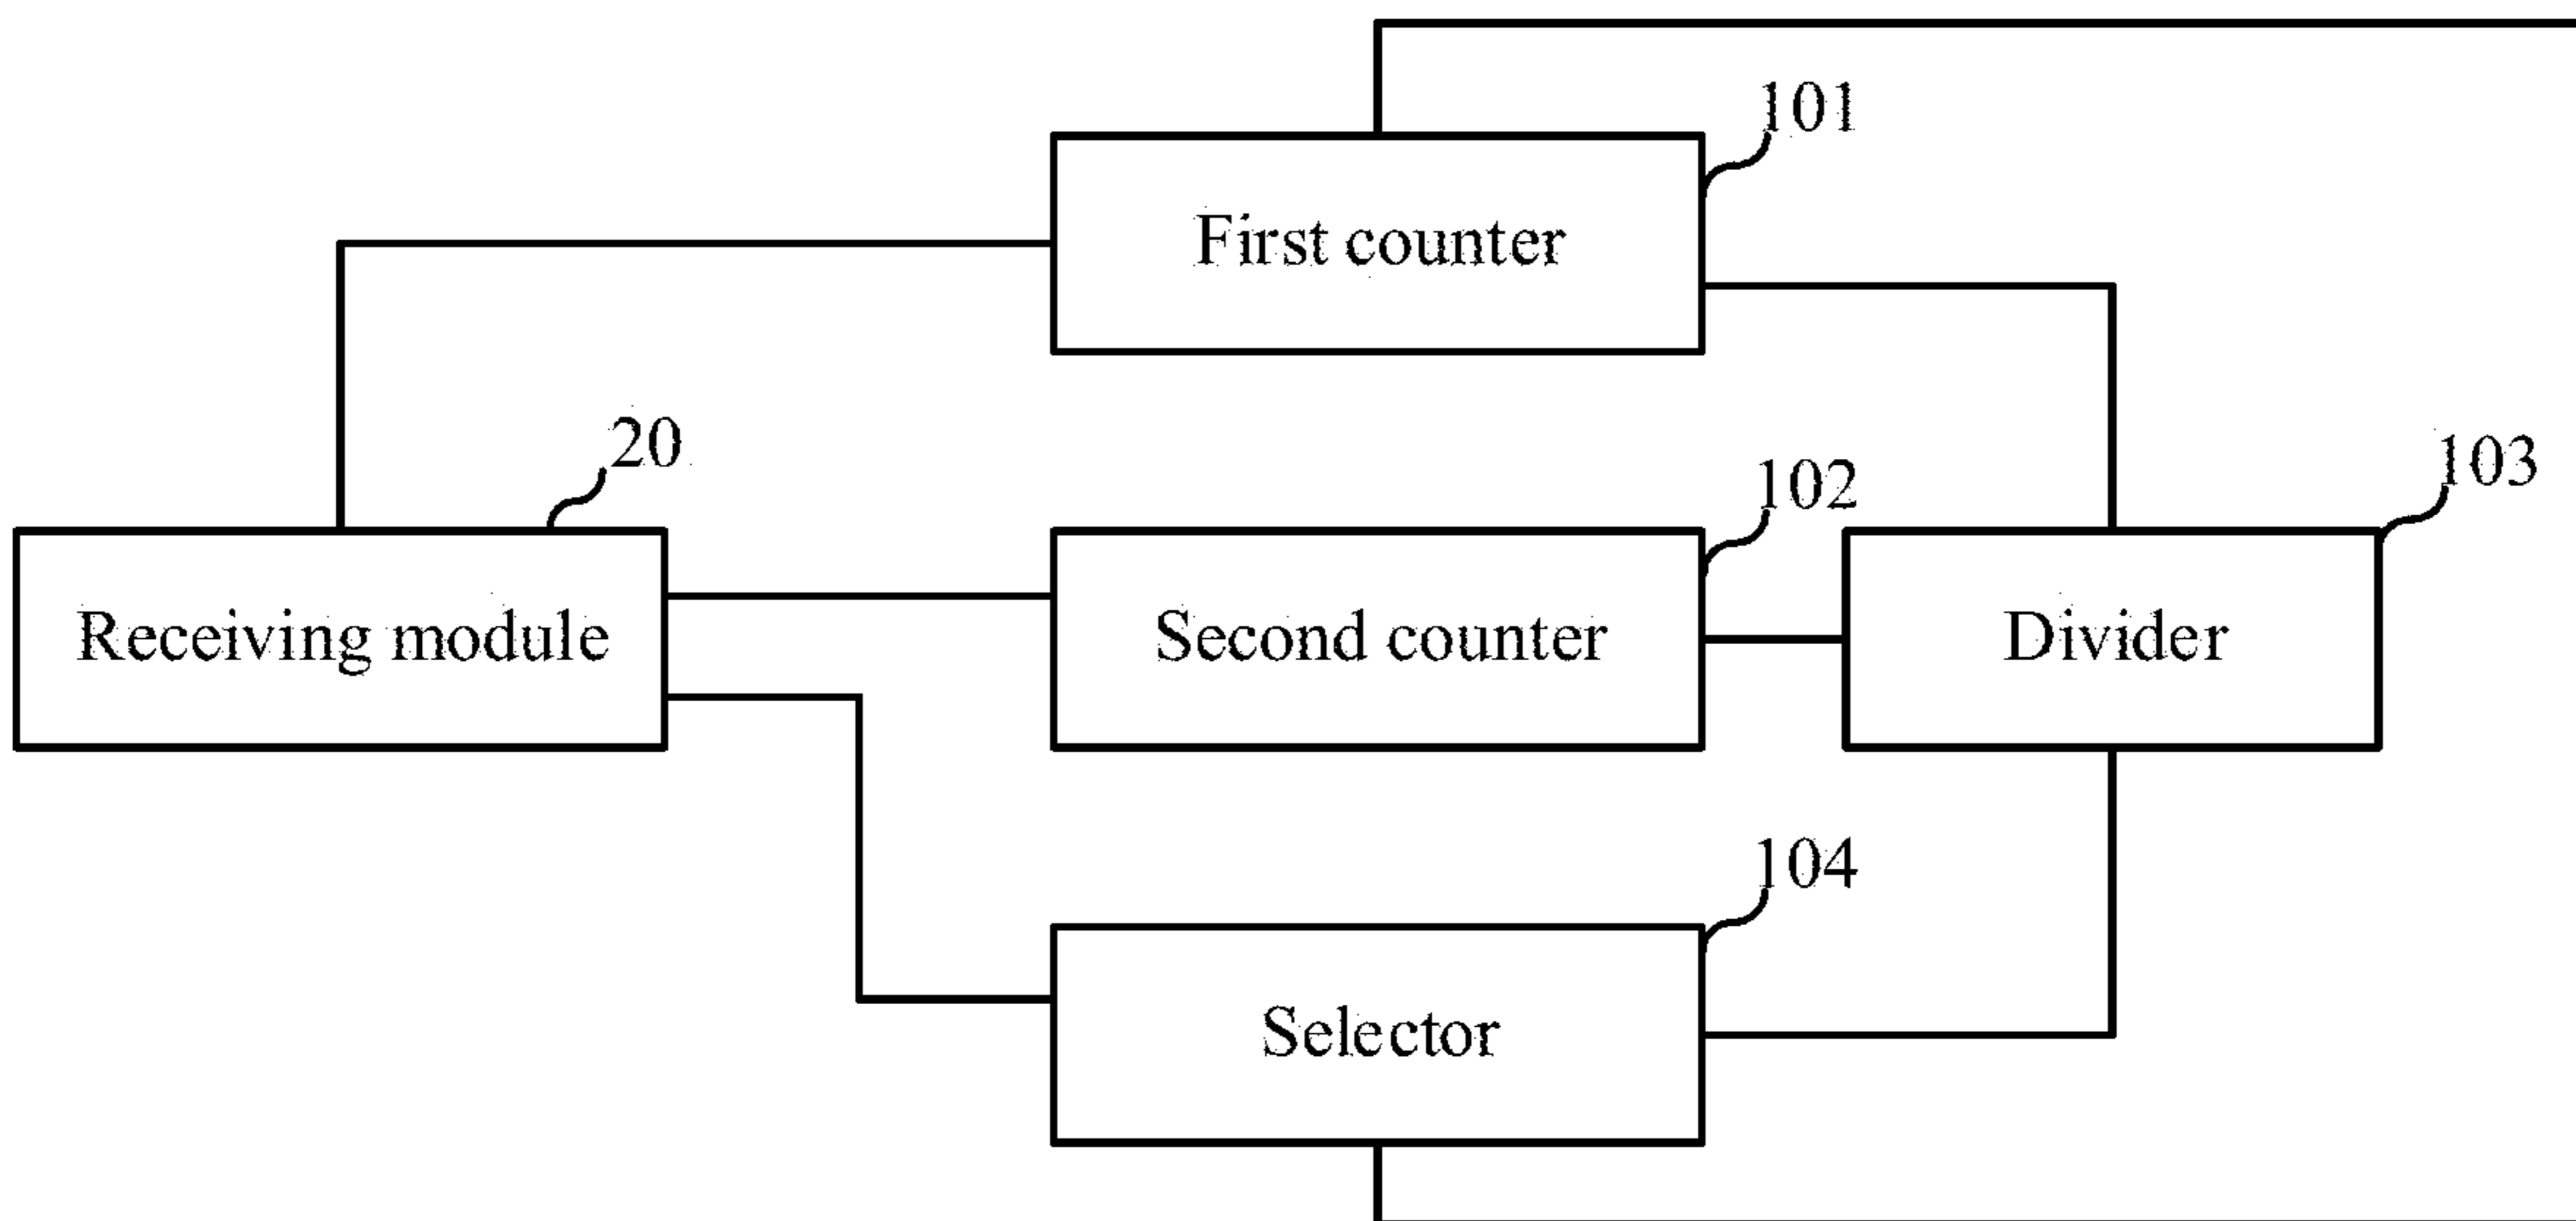 101
First counter
20
102
103
Receiving module
Second counter
Divider
104
Selector